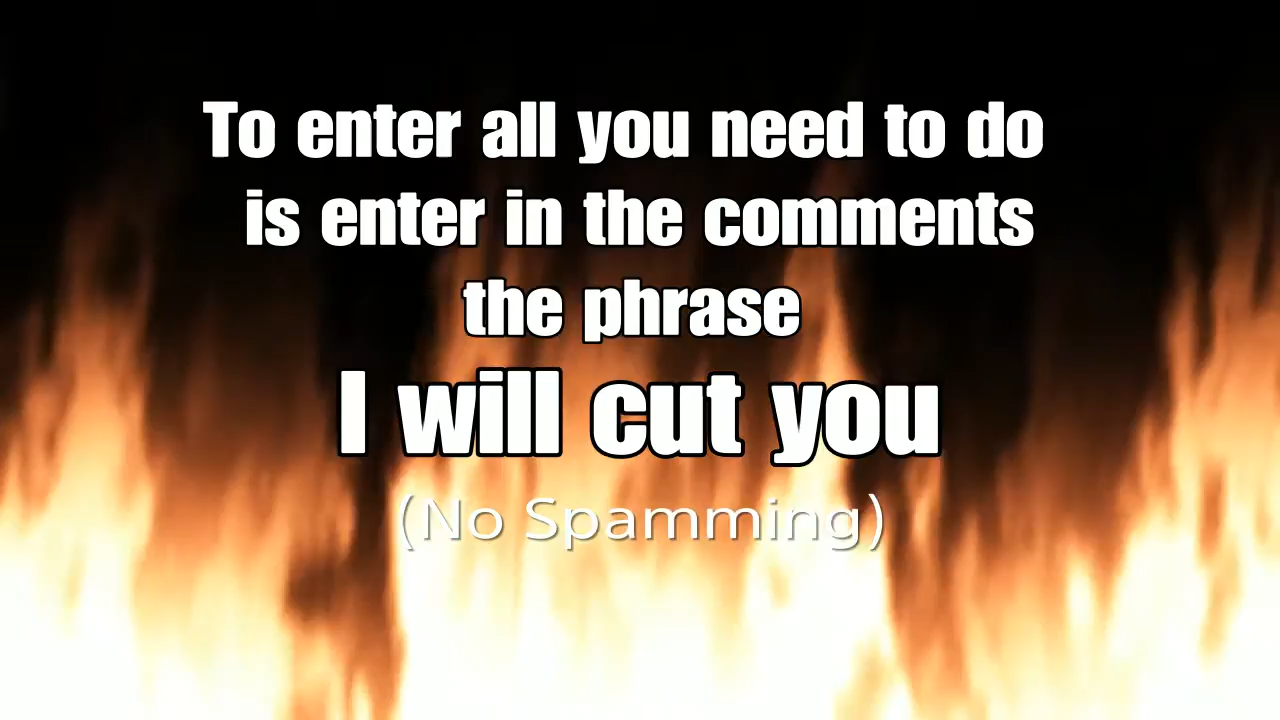 To enter all you need to do
is enter in the comments
the phrase
I will cut you
(No Spamming)